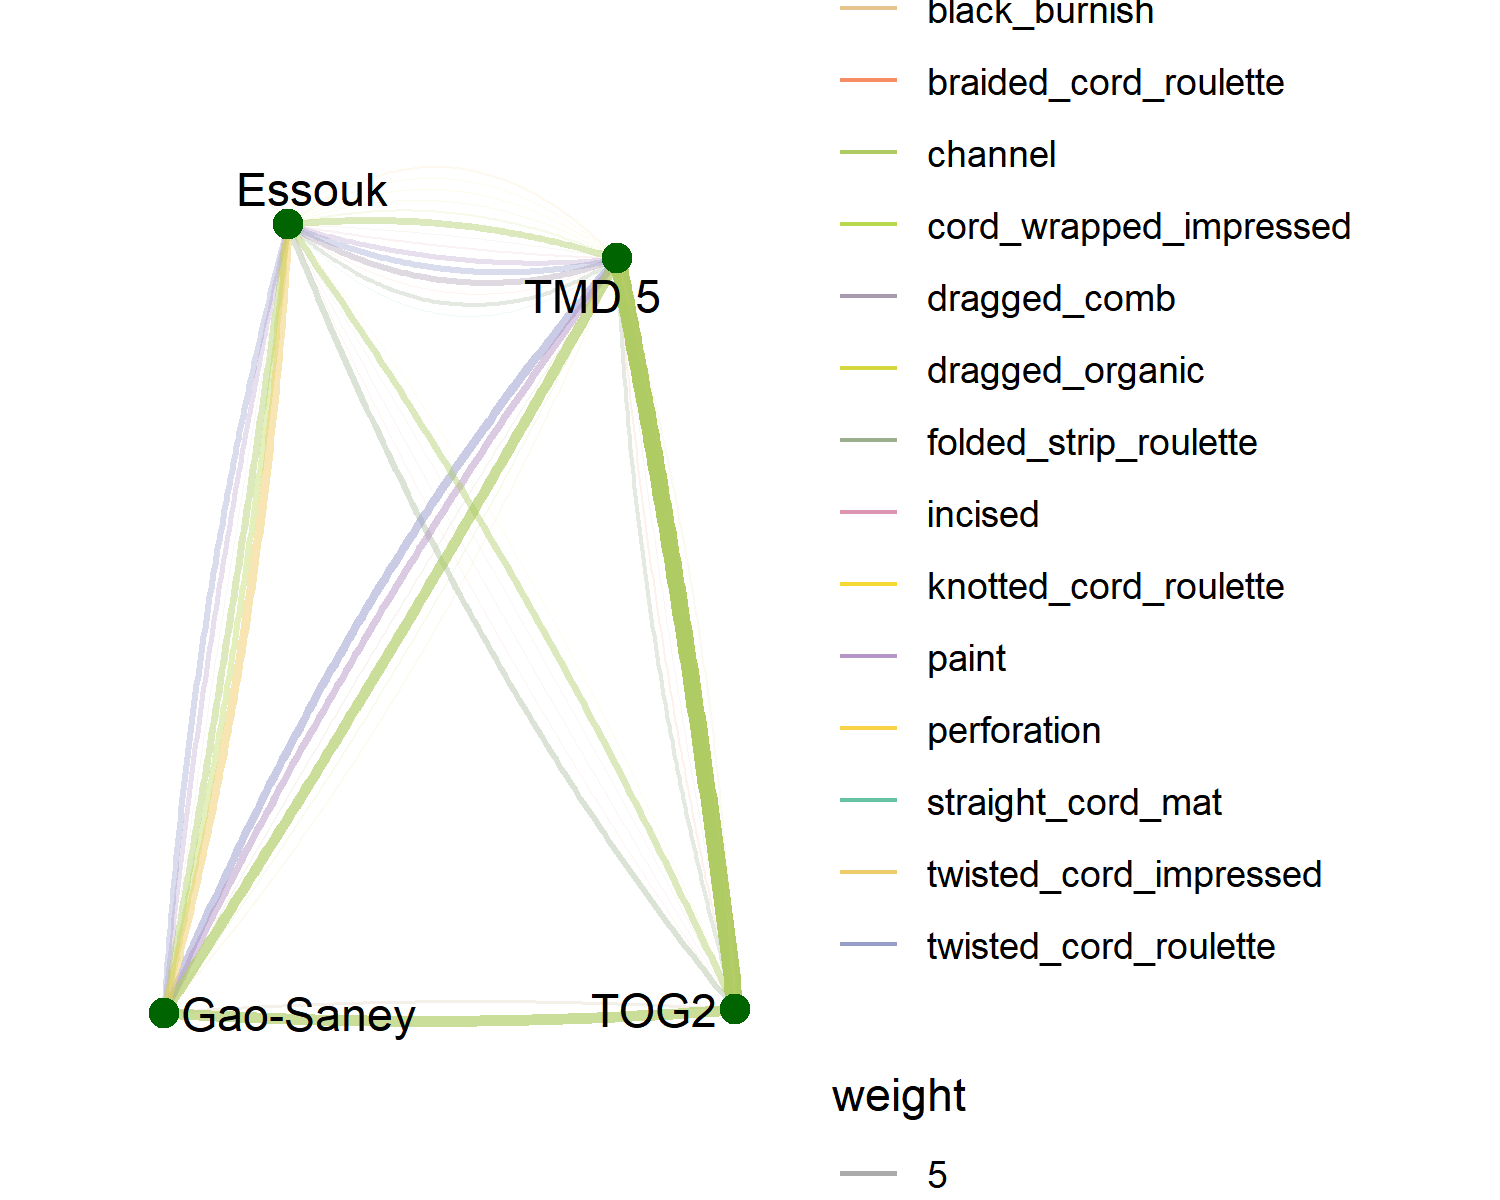 Essouk
TMD 5
Gao-Saney
TOG2
black_burnish
braided_cord_roulette
channel
cord_wrapped_impressed
dragged_comb
dragged_organic
folded_strip_roulette
incised
knotted_cord_roulette
paint
perforation
straight_cord_mat
twisted_cord_impressed
twisted_cord_roulette
weight
5